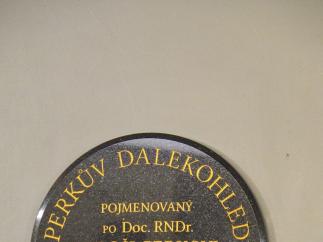 PERKŮV DALEKOHLED
POJMENOVANÝ
PO Doc. RNDr.